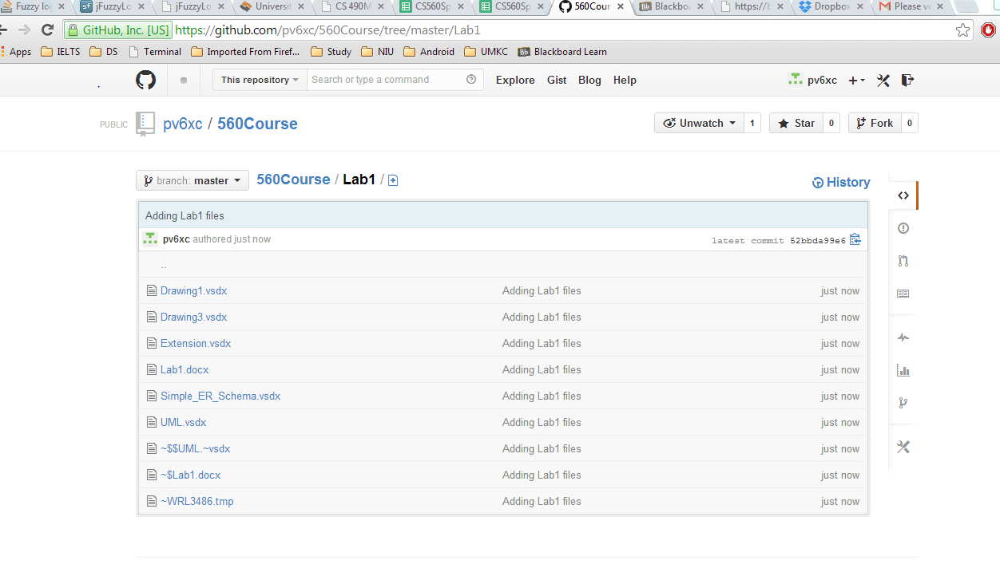 Fuzzy lo jFuzzyLo jFuzzyLo Universit CS 490M CS560Sp CS560Sp 560Cour Blackboa https://b Dropbox Please ve
GitHub, Inc. [US] https://github.com/pv6xc/560Course/tree/master/Lab1
Apps IELTS DS Terminal Imported From Firef... Study NIU Android UMKC Bb Blackboard Learn
This repository Search or type a command Explore Gist Blog Help pv6xc
PUBLIC pv6xc / 560Course Unwatch 1 Star 0 Fork 0
branch: master 560Course / Lab1 / History
Adding Lab1 files
pv6xc authored just now latest commit 52bbda99e6
..
Drawing1.vsdx Adding Lab1 files just now
Drawing3.vsdx Adding Lab1 files just now
Extension.vsdx Adding Lab1 files just now
Lab1.docx Adding Lab1 files just now
Simple_ER_Schema.vsdx Adding Lab1 files just now
UML.vsdx Adding Lab1 files just now
~$$UML.~vsdx Adding Lab1 files just now
~$Lab1.docx Adding Lab1 files just now
~WRL3486.tmp Adding Lab1 files just now